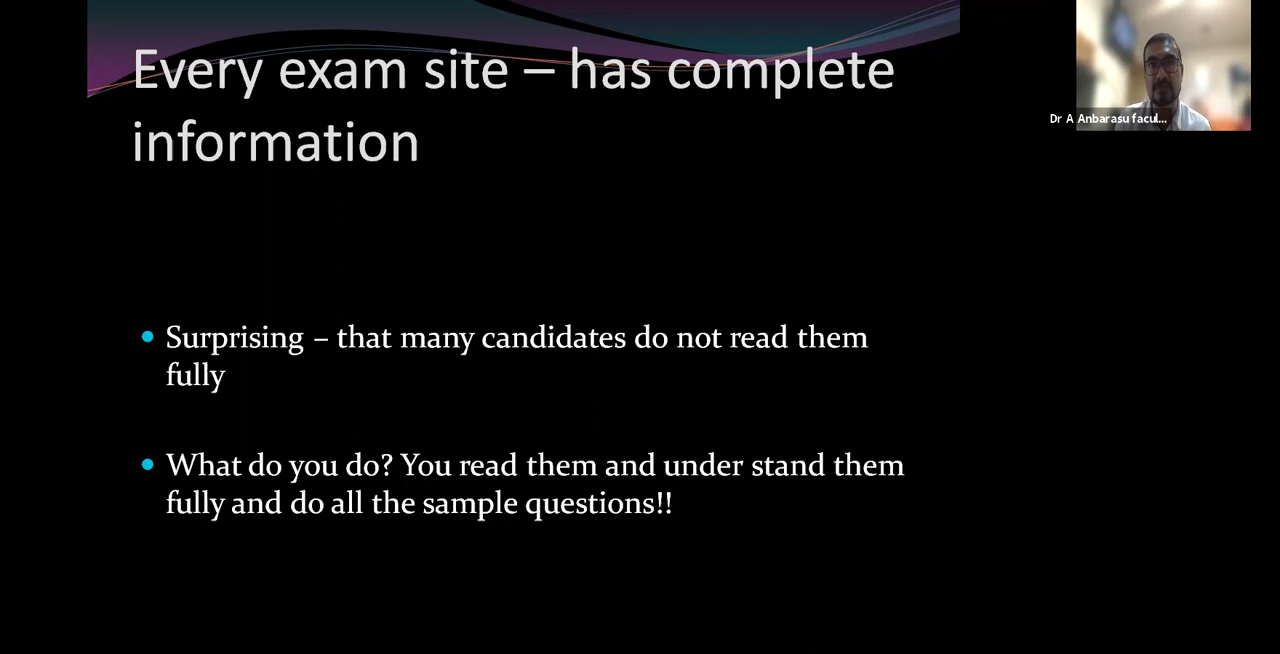 Every exam site – has complete
information
Dr A Anbarasu facul...
Surprising – that many candidates do not read them
fully
What do you do? You read them and under stand them
fully and do all the sample questions!!